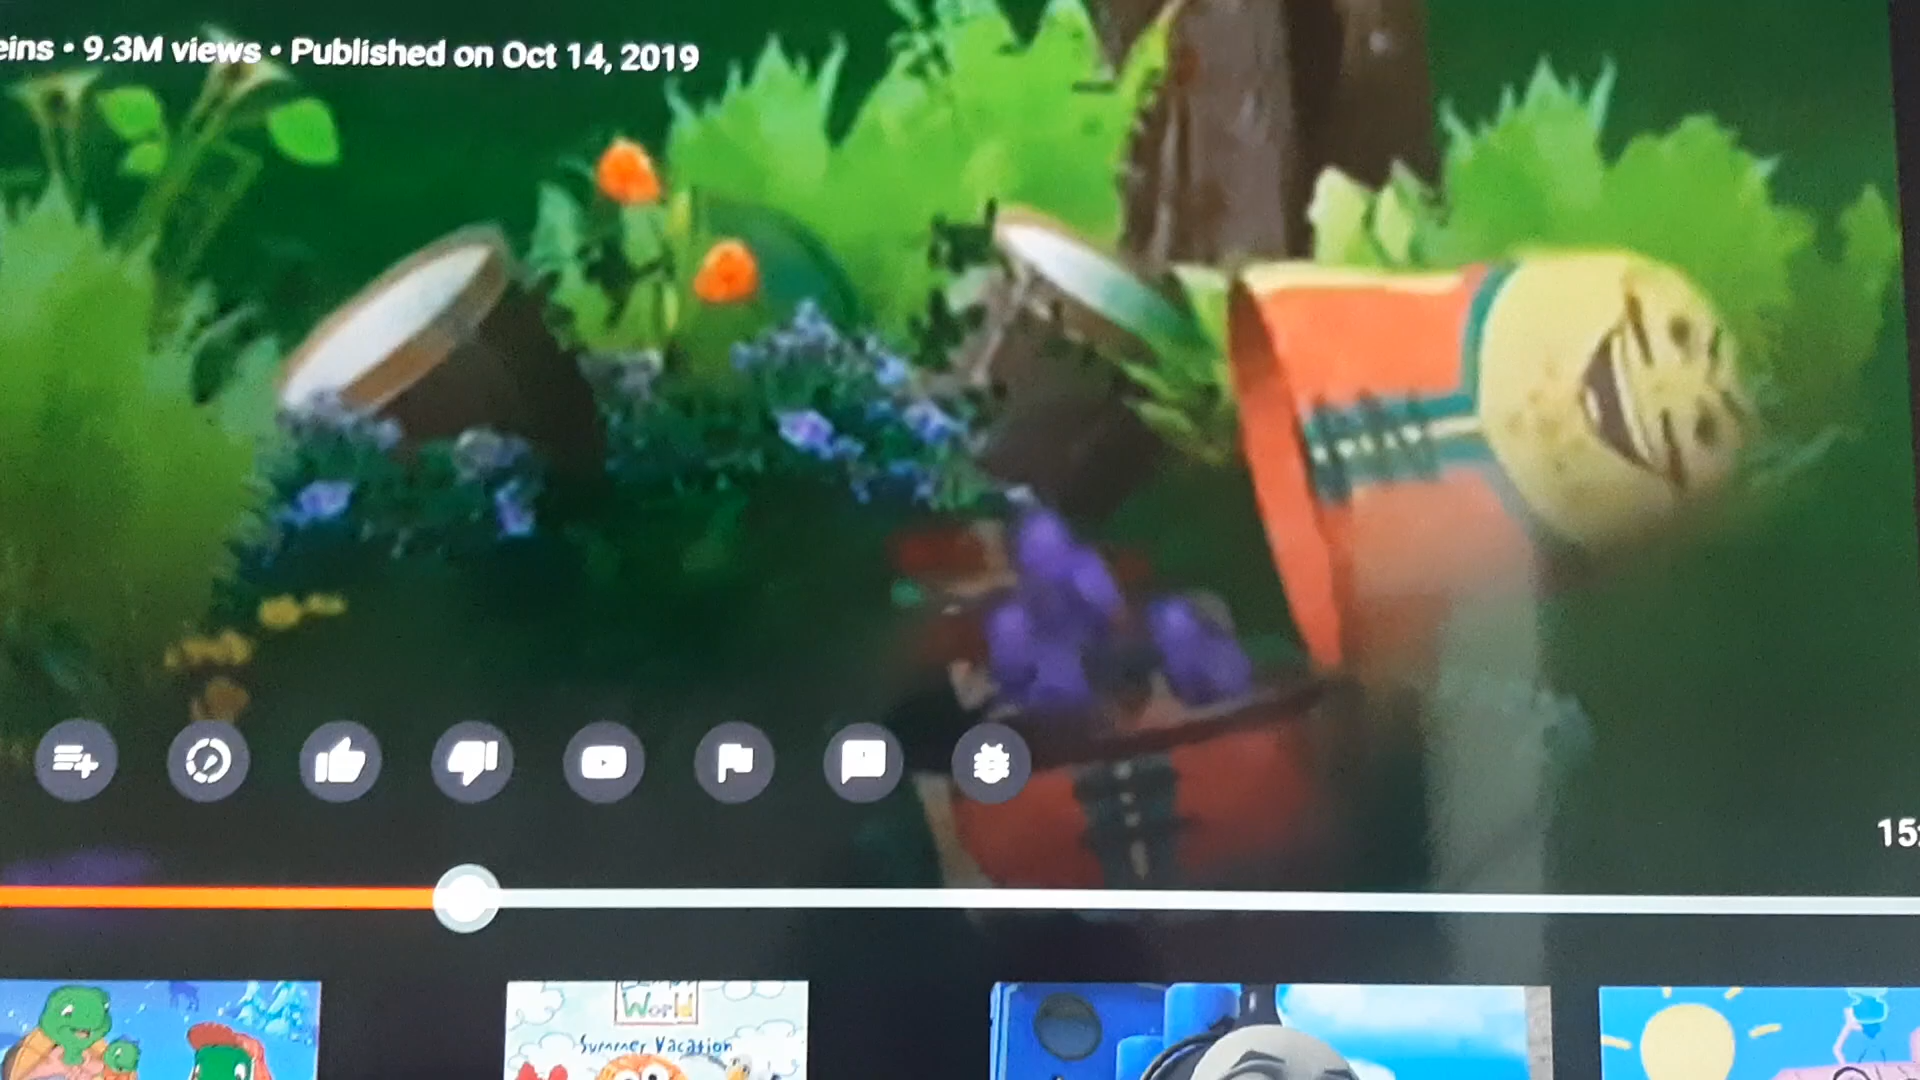 eins • 9.3M views • Published on Oct 14, 2019
15:
World
Summer Vacation